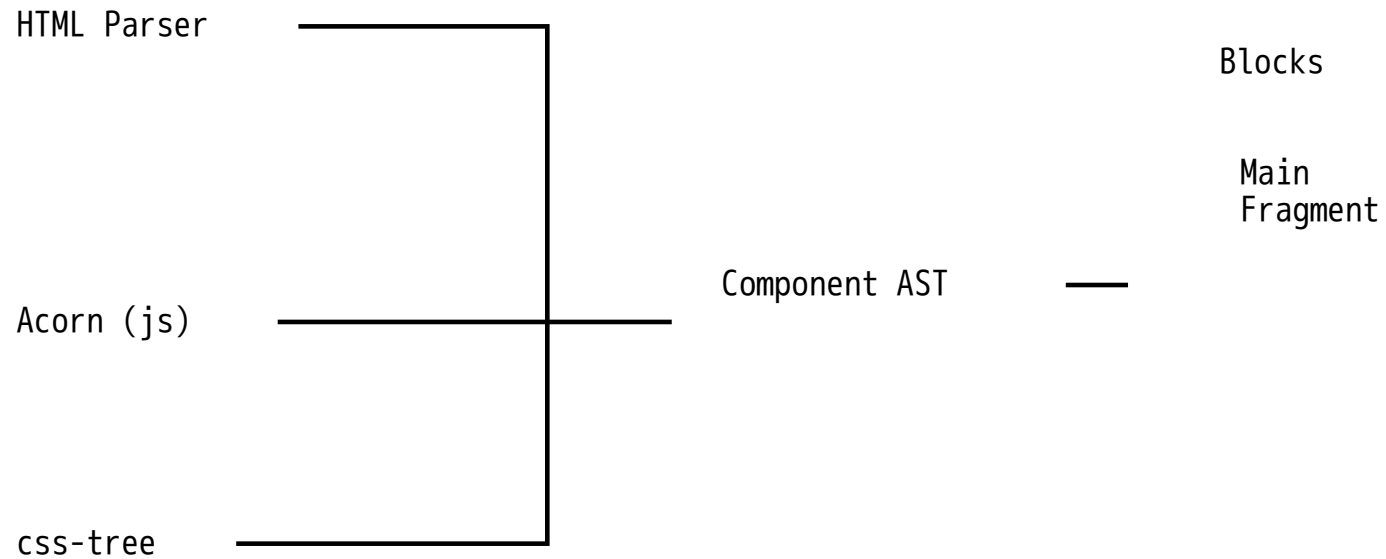 HTML Parser
Acorn (js)
css-tree
Component AST
Blocks
Main
Fragment